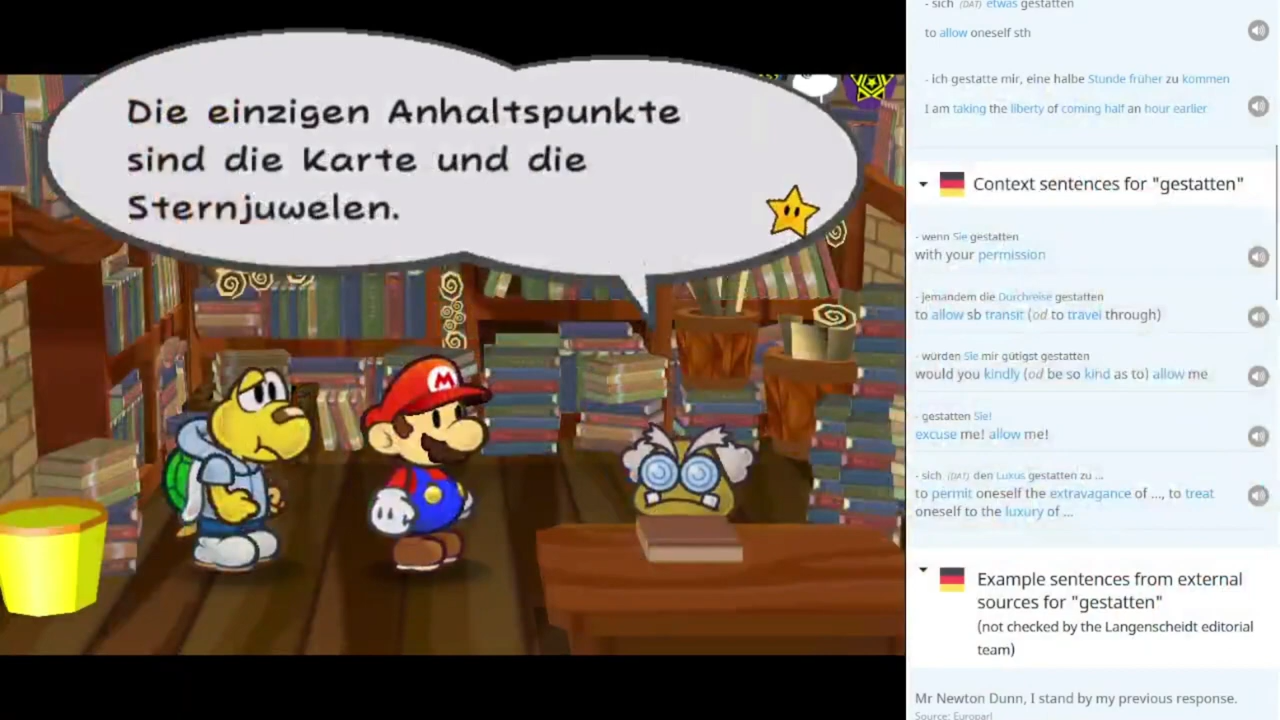 Die einzigen Anhaltspunkte
sind die Karte und die
Sternjuwelen.
M
- sich (DAT) etwas gestatten
to allow oneself sth
- ich gestatte mir, eine halbe Stunde früher zu kommen
I am taking the liberty of coming half an hour earlier
Context sentences for "gestatten"
- wenn Sie gestatten
with your permission
- jemandem die Durchreise gestatten
to allow sb transit (od to travel through)
- würden Sie mir gütigst gestatten
would you kindly (od be so kind as to) allow me
- gestatten Sie!
excuse me! allow me!
- sich (DAT) den Luxus gestatten zu ...
to permit oneself the extravagance of ..., to treat
oneself to the luxury of ...
Example sentences from external
sources for "gestatten"
(not checked by the Langenscheidt editorial
team)
Mr Newton Dunn, I stand by my previous response.
Source: Europarl